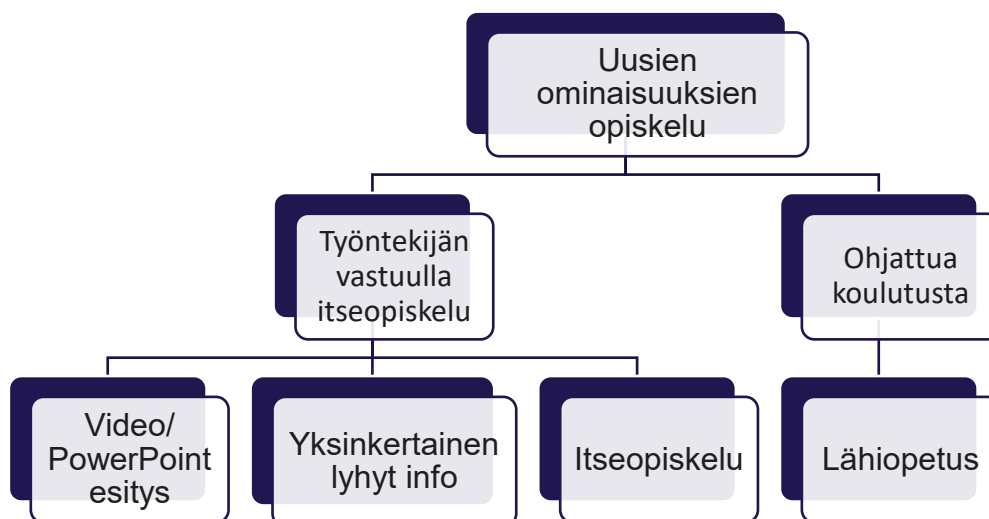 Uusien
ominaisuuksien
opiskelu
Työntekijän
vastuulla
itseopiskelu
Ohjattua
koulutusta
Video/
PowerPoint
esitys
Yksinkertainen
lyhyt info
Itseopiskelu
Lähiopetus